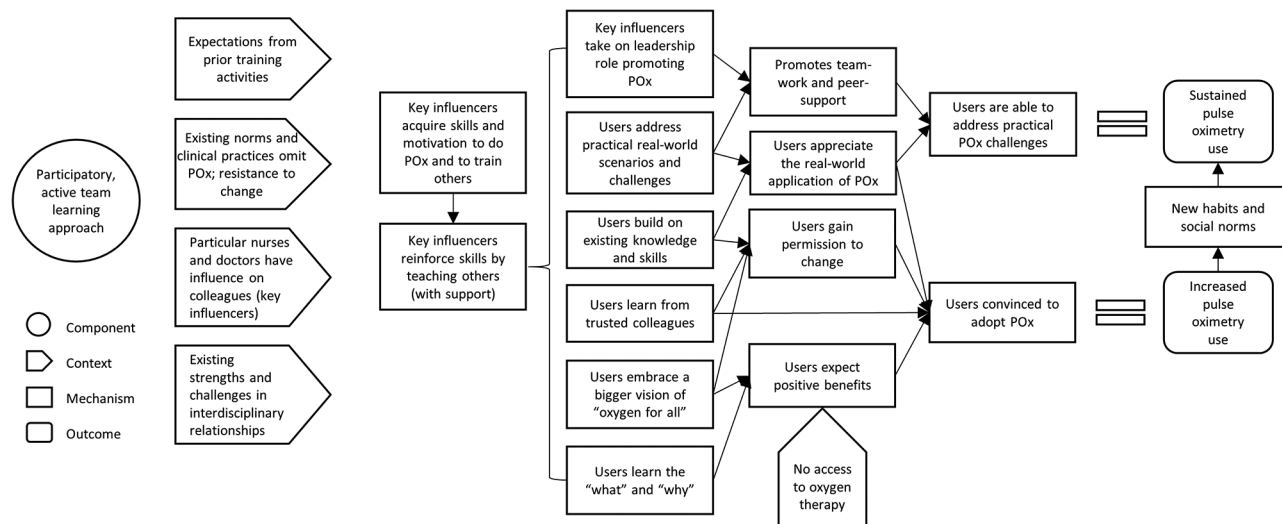 Participatory,
active team
learning
approach
Component
Context
Mechanism
Outcome
Expectations from
prior training
activities
Existing norms and
clinical practices omit
POx; resistance to
change
Particular nurses
and doctors have
influence on
colleagues (key
influencers)
Existing
strengths and
challenges in
interdisciplinary
relationships
Key influencers
acquire skills and
motivation to do
POx and to train
others
Key influencers
reinforce skills by
teaching others
(with support)
Key influencers
take on leadership
role promoting
POx
Users address
practical real-world
scenarios and
challenges
Users build on
existing knowledge
and skills
Users learn from
trusted colleagues
Users embrace a
bigger vision of
“oxygen for all”
Users learn the
“what” and “why”
Promotes team-
work and peer-
support
Users appreciate
the real-world
application of POx
Users gain
permission to
change
Users expect
positive benefits
No access
to oxygen
therapy
Users are able to
address practical
POx challenges
Users convinced to
adopt POx
Sustained
pulse
oximetry
use
New habits and
social norms
Increased
pulse
oximetry
use